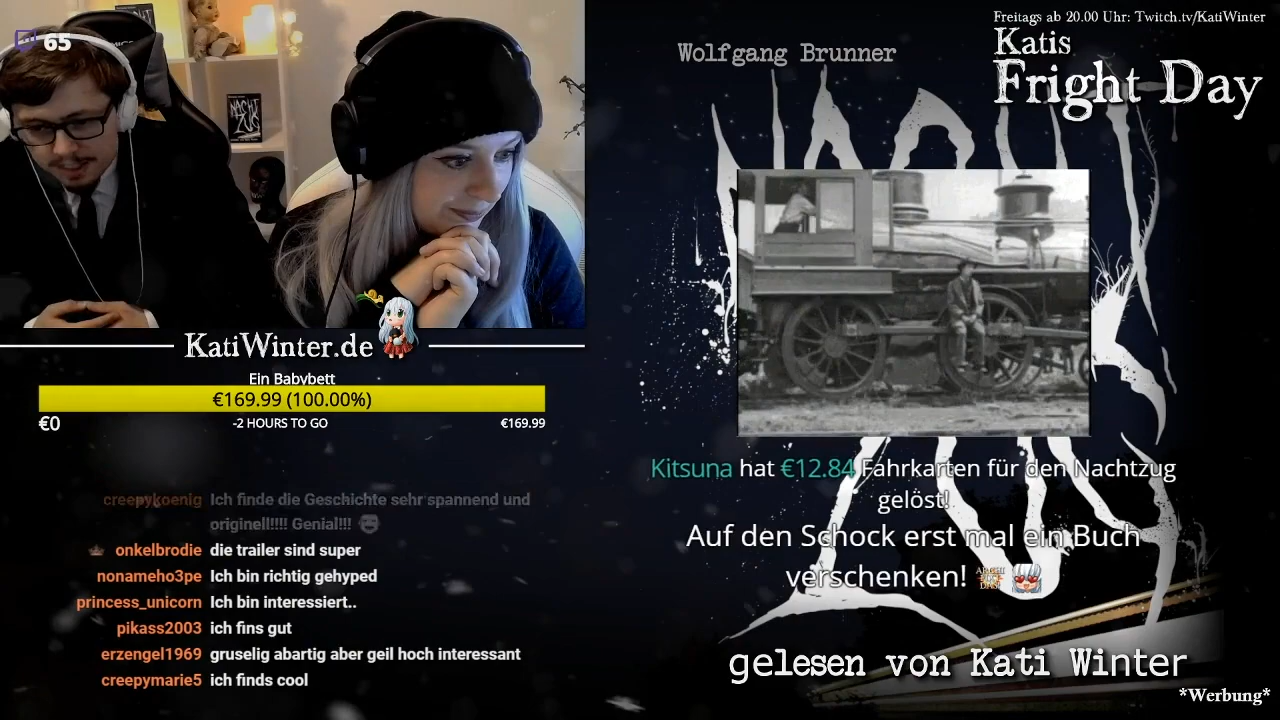 65
NACHT
ZUG
KatiWinter.de
Ein Babybett
€169.99 (100.00%)
€0
-2 HOURS TO GO
€169.99
creepykoenig Ich finde die Geschichte sehr spannend und
originell!!!! Genial!!!
onkelbrodie die trailer sind super
nonameho3pe Ich bin richtig gehyped
princess_unicorn Ich bin interessiert..
pikass2003 ich fins gut
erzengel1969 gruselig abartig aber geil hoch interessant
creepymarie5 ich finds cool
Freitags ab 20.00 Uhr: Twitch.tv/KatiWinter
Katis
Fright Day
Wolfgang Brunner
Kitsuna hat €12.84 Fahrkarten für den Nachtzug
gelöst!
Auf den Schock erst mal ein Buch
verschenken!
gelesen von Kati Winter
*Werbung*